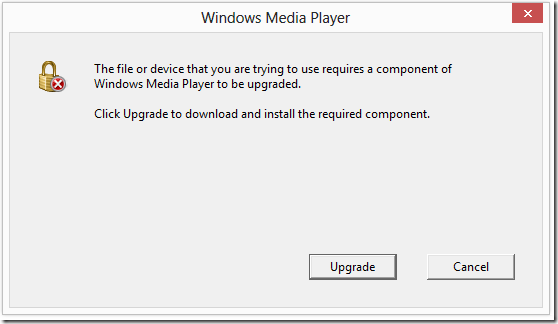 Windows Media Player
The file or device that you are trying to use requires a component of
Windows Media Player to be upgraded.
Click Upgrade to download and install the required component.
Upgrade
Cancel